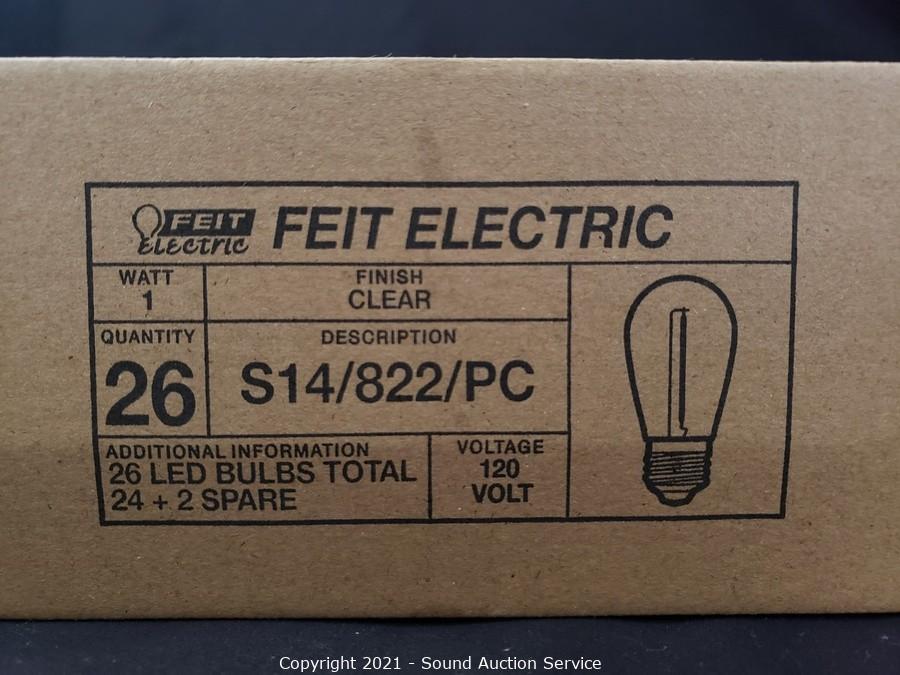 FEIT
Electric
FEIT ELECTRIC
WATT
1
FINISH
CLEAR
QUANTITY
26
DESCRIPTION
S14/822/PC
ADDITIONAL INFORMATION
26 LED BULBS TOTAL
24 + 2 SPARE
VOLTAGE
120
VOLT
Copyright 2021 - Sound Auction Service